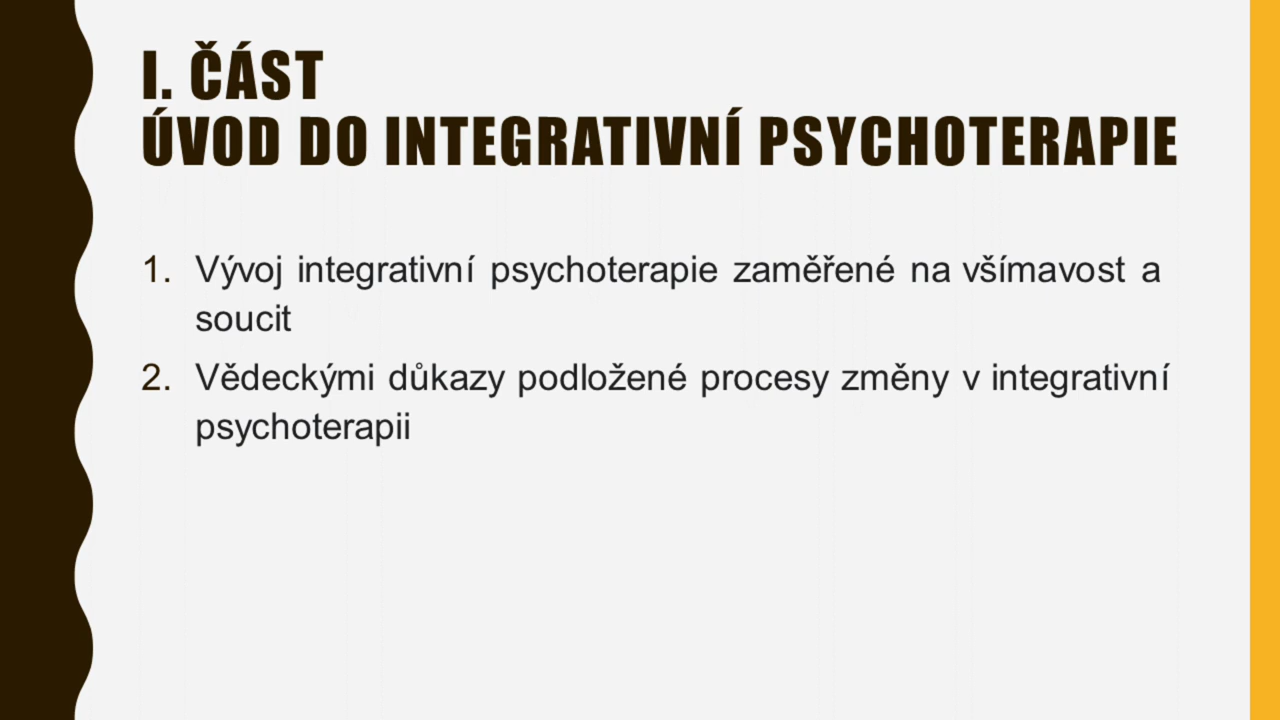 I. ČÁST
ÚVOD DO INTEGRATIVNÍ PSYCHOTERAPIE
1. Vývoj integrativní psychoterapie zaměřené na všímavost a
soucit
2. Vědeckými důkazy podložené procesy změny v integrativní
psychoterapii